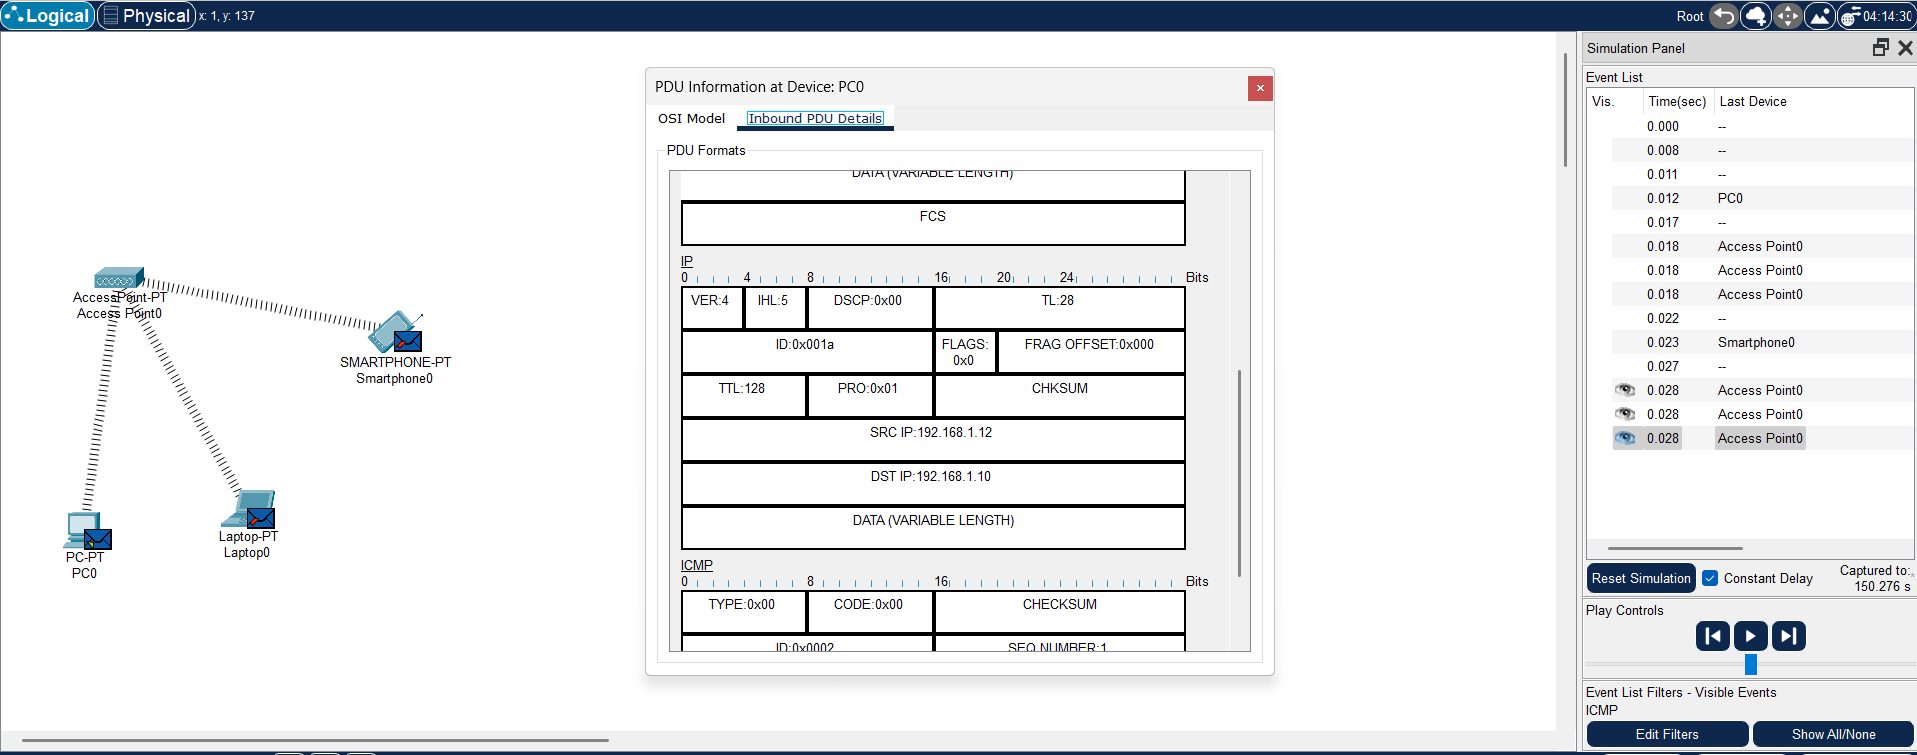 Logical Physical x: 1, y: 137 Root 04:14:30
Simulation Panel
Event List
Vis. Time(sec) Last Device
0.000 --
0.008 --
0.011 --
0.012 PC0
0.017 --
0.018 Access Point0
0.018 Access Point0
0.018 Access Point0
0.022 --
0.023 Smartphone0
0.027 --
0.028 Access Point0
0.028 Access Point0
0.028 Access Point0
Reset Simulation Constant Delay Captured to:
150.276 s
Play Controls
Event List Filters - Visible Events
ICMP
Edit Filters Show All/None
AccessPoint-PT
Access Point0
SMARTPHONE-PT
Smartphone0
Laptop-PT
Laptop0
PC-PT
PC0
PDU Information at Device: PC0
OSI Model Inbound PDU Details
PDU Formats
DATA (VARIABLE LENGTH)
FCS
IP
0 4 8 16 20 24 Bits
VER:4 IHL:5 DSCP:0x00 TL:28
ID:0x001a FLAGS: 0x0 FRAG OFFSET:0x000
TTL:128 PRO:0x01 CHKSUM
SRC IP:192.168.1.12
DST IP:192.168.1.10
DATA (VARIABLE LENGTH)
ICMP
0 8 16 Bits
TYPE:0x00 CODE:0x00 CHECKSUM
ID:0x0002 SEQ NUMBER:1